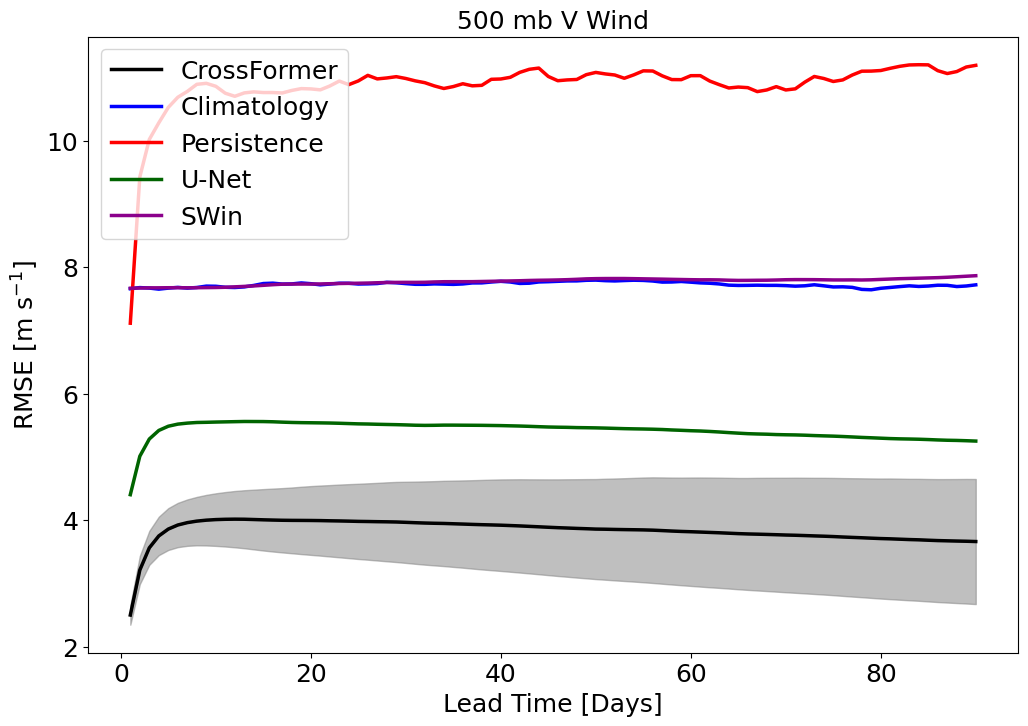 500 mb V Wind
CrossFormer
Climatology
Persistence
U-Net
SWin
10
8
6
4
2
RMSE [m s⁻¹]
0 20 40 60 80
Lead Time [Days]